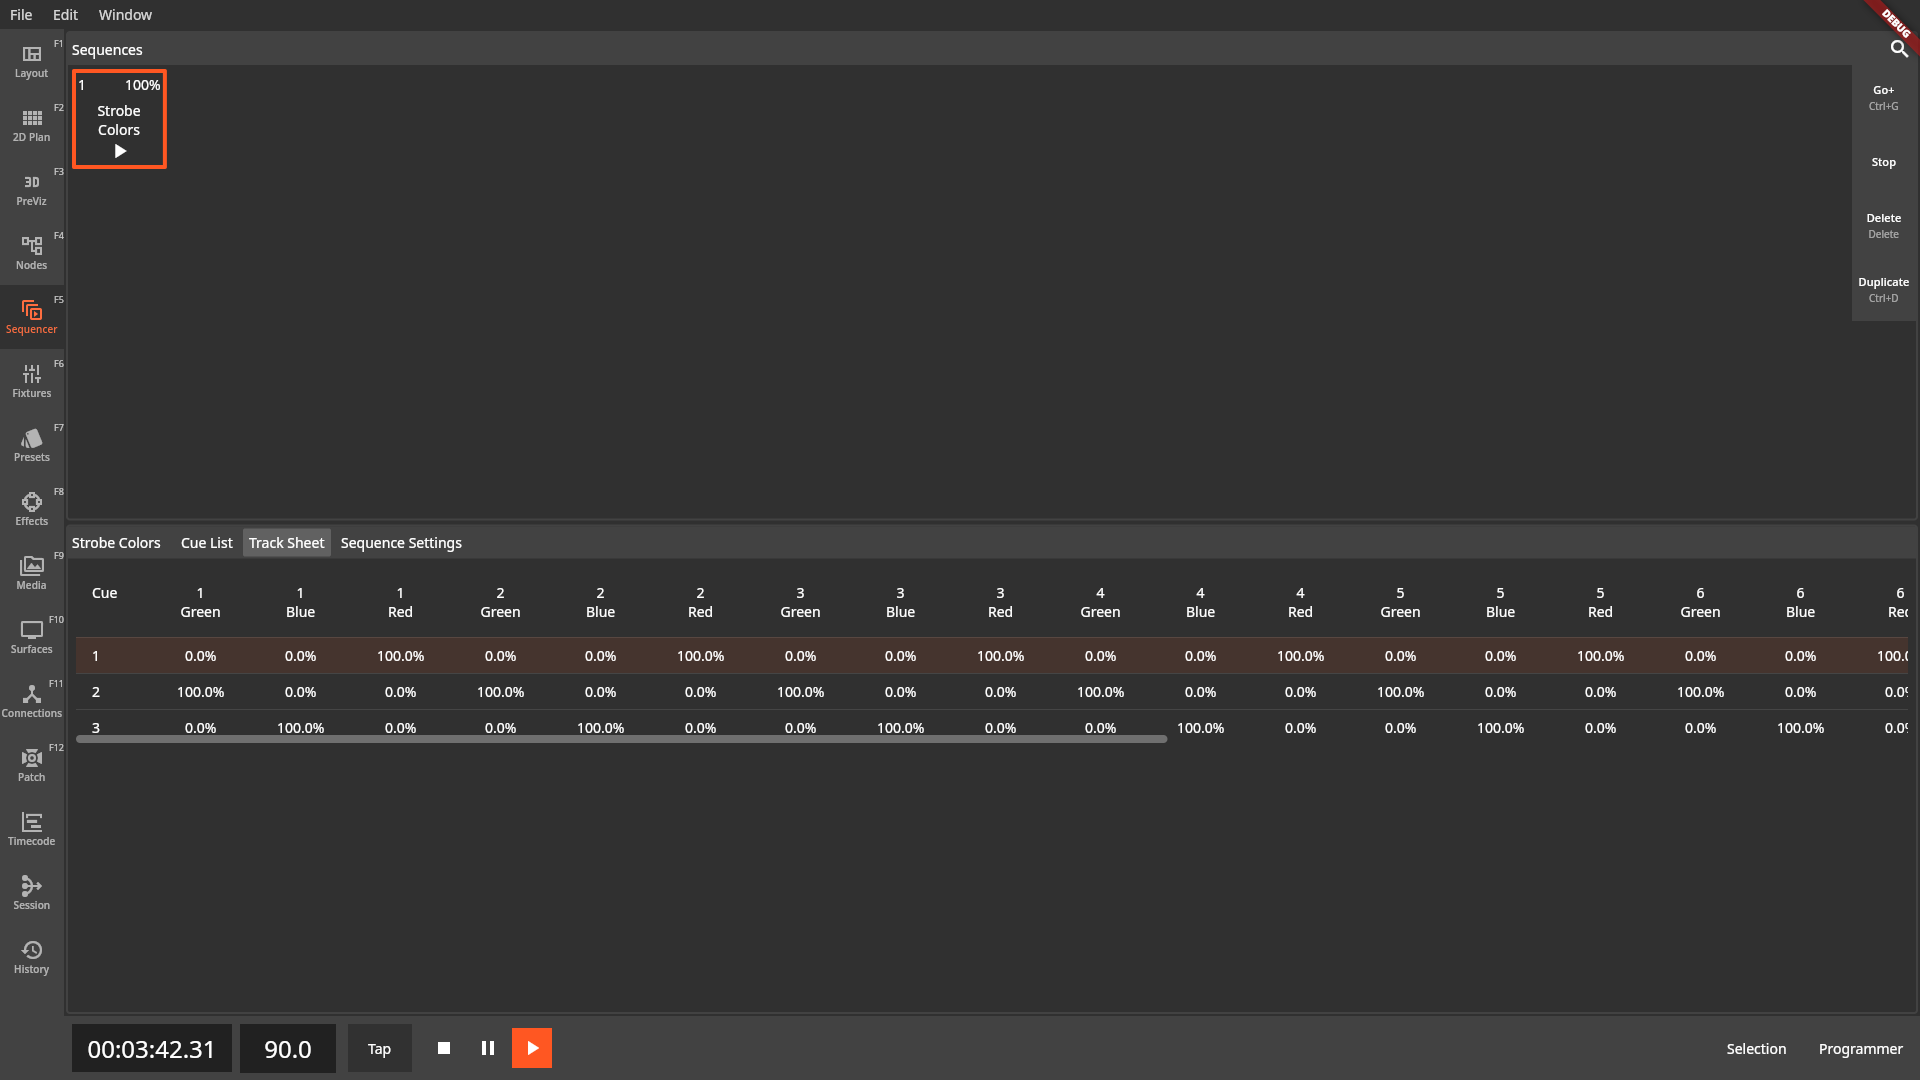 File Edit Window
DEBUG
F1
Layout
F2
2D Plan
F3
3D
PreViz
F4
Nodes
F5
Sequencer
F6
Fixtures
F7
Presets
F8
Effects
F9
Media
F10
Surfaces
F11
Connections
F12
Patch
Timecode
Session
History
Sequences
1 100%
Strobe
Colors
Go+
Ctrl+G
Stop
Delete
Delete
Duplicate
Ctrl+D
Strobe Colors Cue List Track Sheet Sequence Settings
Cue 1 1 1 2 2 2 3 3 3 4 4 4 5 5 5 6 6 6
Green Blue Red Green Blue Red Green Blue Red Green Blue Red Green Blue Red Green Blue Red
1 0.0% 0.0% 100.0% 0.0% 0.0% 100.0% 0.0% 0.0% 100.0% 0.0% 0.0% 100.0% 0.0% 0.0% 100.0% 0.0% 0.0% 100.0
2 100.0% 0.0% 0.0% 100.0% 0.0% 0.0% 100.0% 0.0% 0.0% 100.0% 0.0% 0.0% 100.0% 0.0% 0.0% 100.0% 0.0% 0.0%
3 0.0% 100.0% 0.0% 0.0% 100.0% 0.0% 0.0% 100.0% 0.0% 0.0% 100.0% 0.0% 0.0% 100.0% 0.0% 0.0% 100.0% 0.0%
00:03:42.31 90.0 Tap Selection Programmer